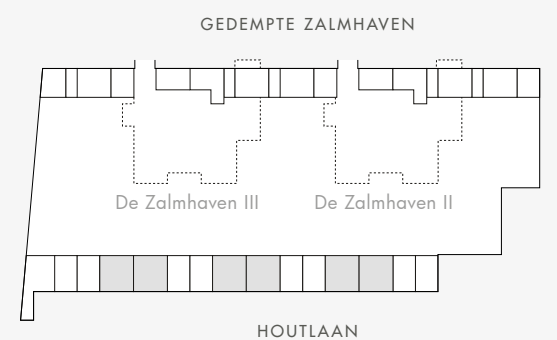 GEDEMPTE ZALMHAVEN
De Zalmhaven III
De Zalmhaven II
HOUTLAAN